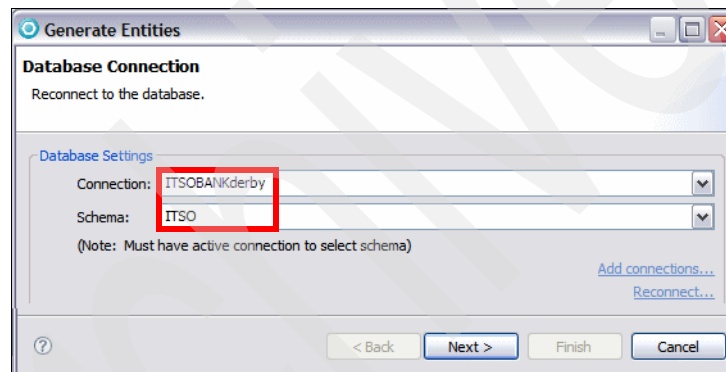 Generate Entities
Database Connection
Reconnect to the database.
Database Settings
Connection: ITSOBANKderby
Schema: ITSO
(Note: Must have active connection to select schema)
Add connections...
Reconnect...
< Back Next > Finish Cancel